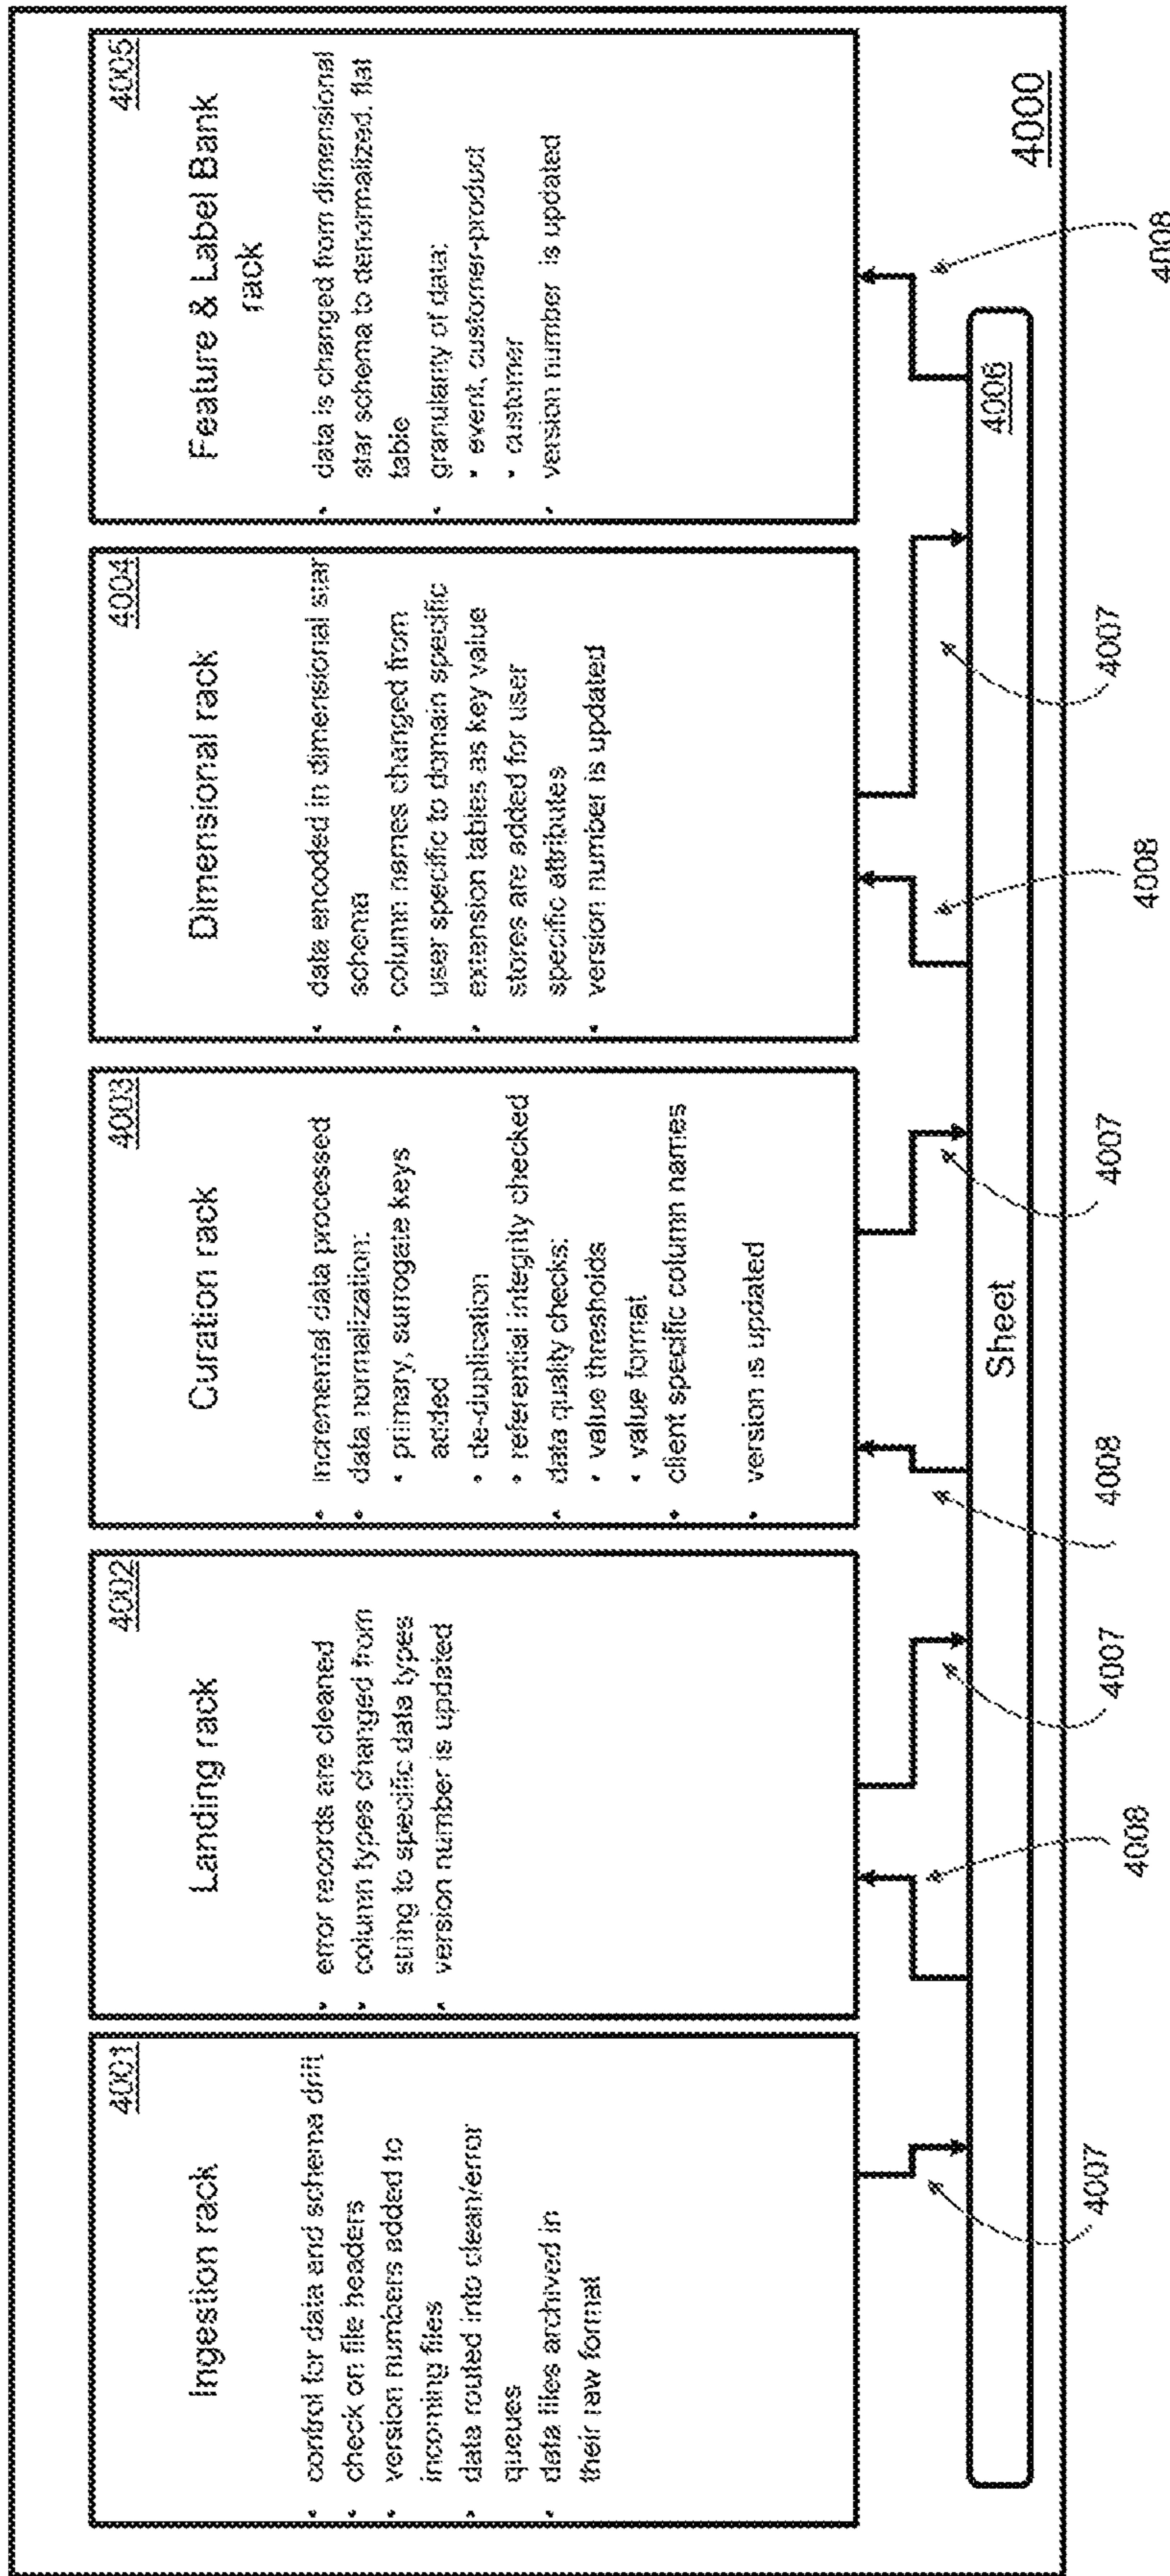 4001
Ingestion rack
• control for data and schema drift
• check on file headers
• version numbers added to
incoming files
• data routed into clean/error
queues
• data files archived in
their raw format
4002
Landing rack
• error records are cleaned
• column types changed from
string to specific data types
• version number is updated
4003
Curation rack
• incremental data processed
• data normalization:
• primary, surrogate keys
added
• de-duplication
• referential integrity checked
• data quality checks:
• value thresholds
• value format
• client specific column names
• version is updated
4004
Dimensional rack
• data encoded in dimensional star
schema
• column names changed from
user specific to domain specific
• extension tables as key value
stores are added for user
specific attributes
• version number is updated
4005
Feature & Label Bank
rack
• data is changed from dimensional
star schema to denormalized, flat
table
• granularity of data:
• event, customer-product
• customer
• version number is updated
Sheet
4006
4000
4007
4008
4007
4008
4007
4008
4007
4008